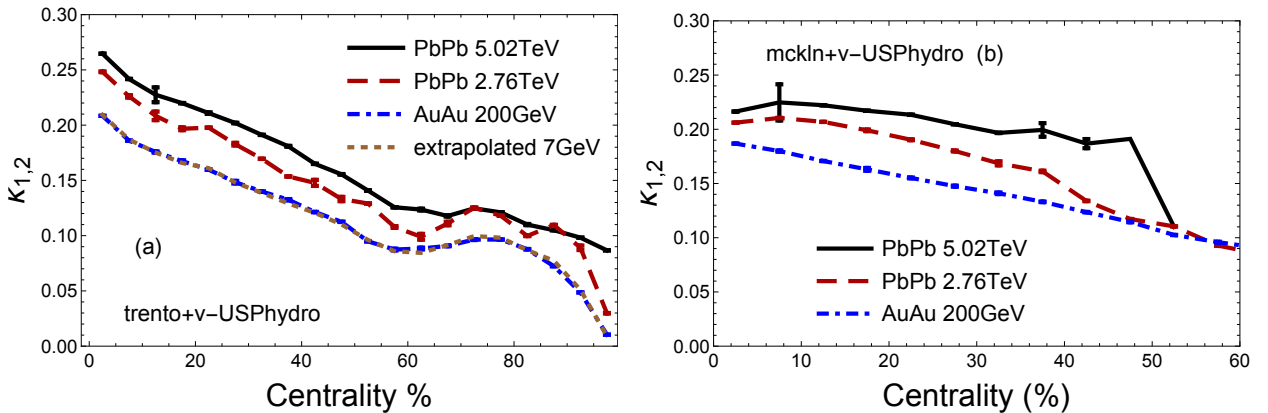 0.30
0.25
0.20
0.15
0.10
0.05
0.00
κ1,2
PbPb 5.02TeV
PbPb 2.76TeV
AuAu 200GeV
extrapolated 7GeV
(a)
trento+v−USPhydro
0 20 40 60 80
Centrality %
0.30
0.25
0.20
0.15
0.10
0.05
0.00
κ1,2
mckln+v−USPhydro (b)
PbPb 5.02TeV
PbPb 2.76TeV
AuAu 200GeV
0 10 20 30 40 50 60
Centrality (%)